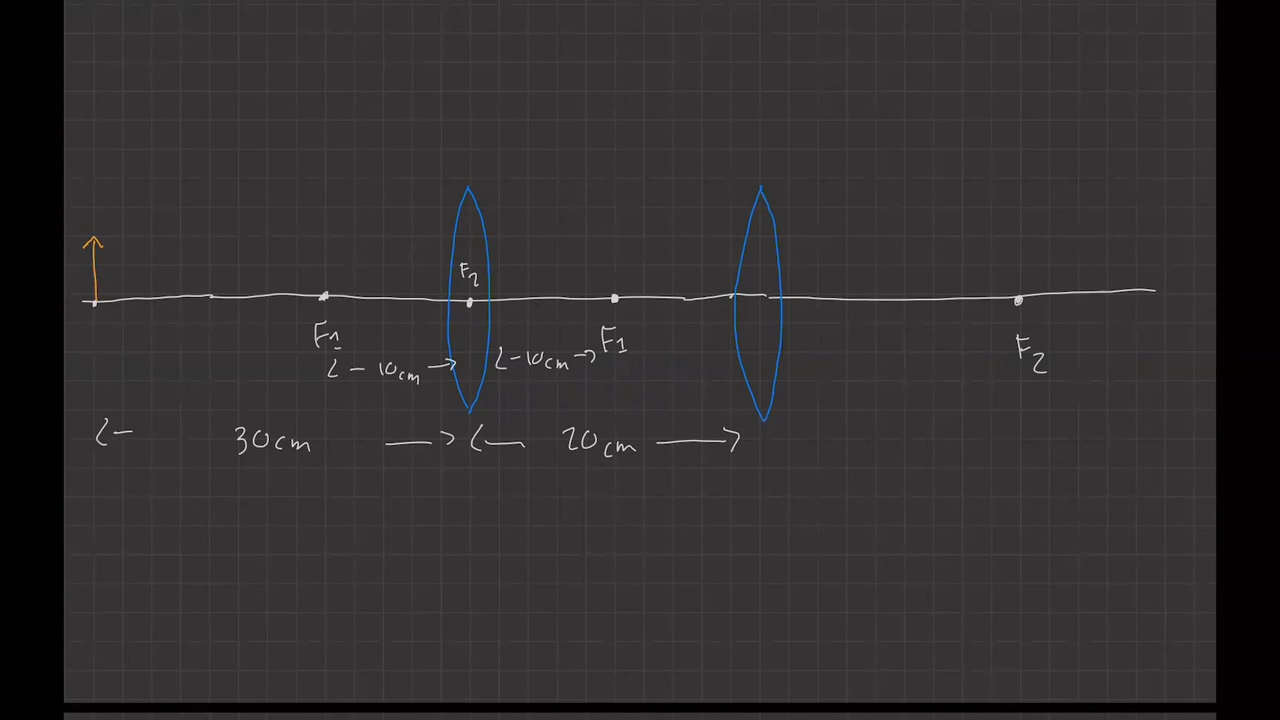 F2
F1 F1 F2
<- 10cm -> <- 10cm ->
<- 30cm -> <- 20cm ->